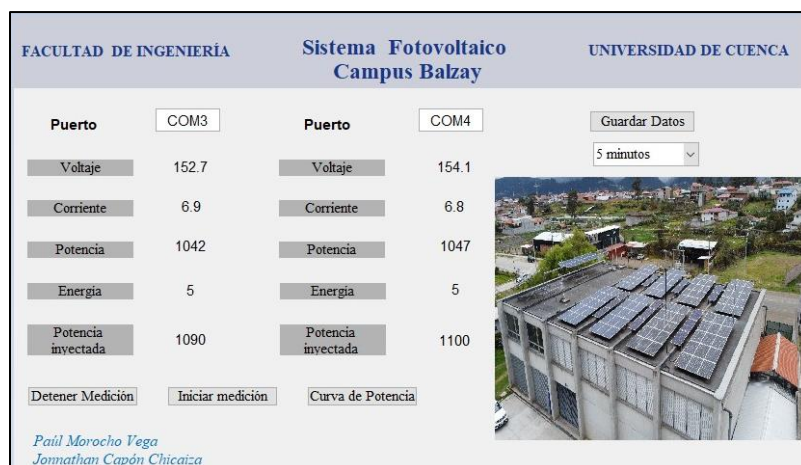 FACULTAD DE INGENIERÍA
Sistema Fotovoltaico
Campus Balzay
UNIVERSIDAD DE CUENCA
Puerto COM3 Puerto COM4 Guardar Datos
5 minutos
Voltaje 152.7 Voltaje 154.1
Corriente 6.9 Corriente 6.8
Potencia 1042 Potencia 1047
Energia 5 Energia 5
Potencia
inyectada 1090
Potencia
inyectada 1100
Detener Medición Iniciar medición Curva de Potencia
Paúl Morocho Vega
Jonnathan Capón Chicaiza